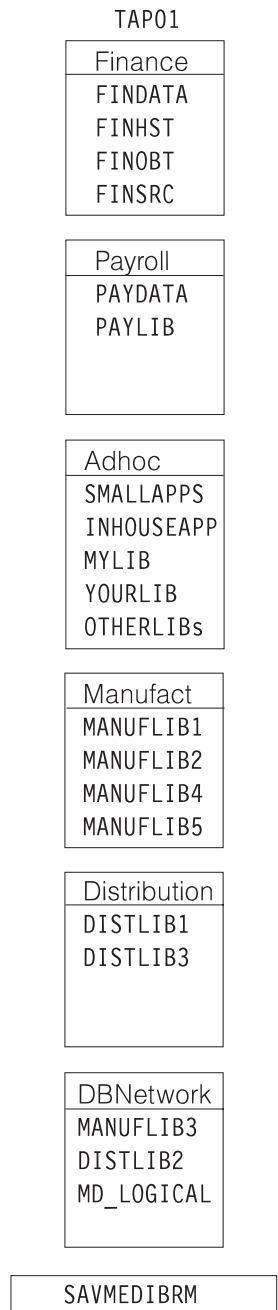 TAP01
Finance
FINDATA
FINHST
FINOBT
FINSRC
Payroll
PAYDATA
PAYLIB
Adhoc
SMALLAPPS
INHOUSEAPP
MYLIB
YOURLIB
OTHERLIBs
Manufact
MANUFLIB1
MANUFLIB2
MANUFLIB4
MANUFLIB5
Distribution
DISTLIB1
DISTLIB3
DBNetwork
MANUFLIB3
DISTLIB2
MD_LOGICAL
SAVMEDIBRM